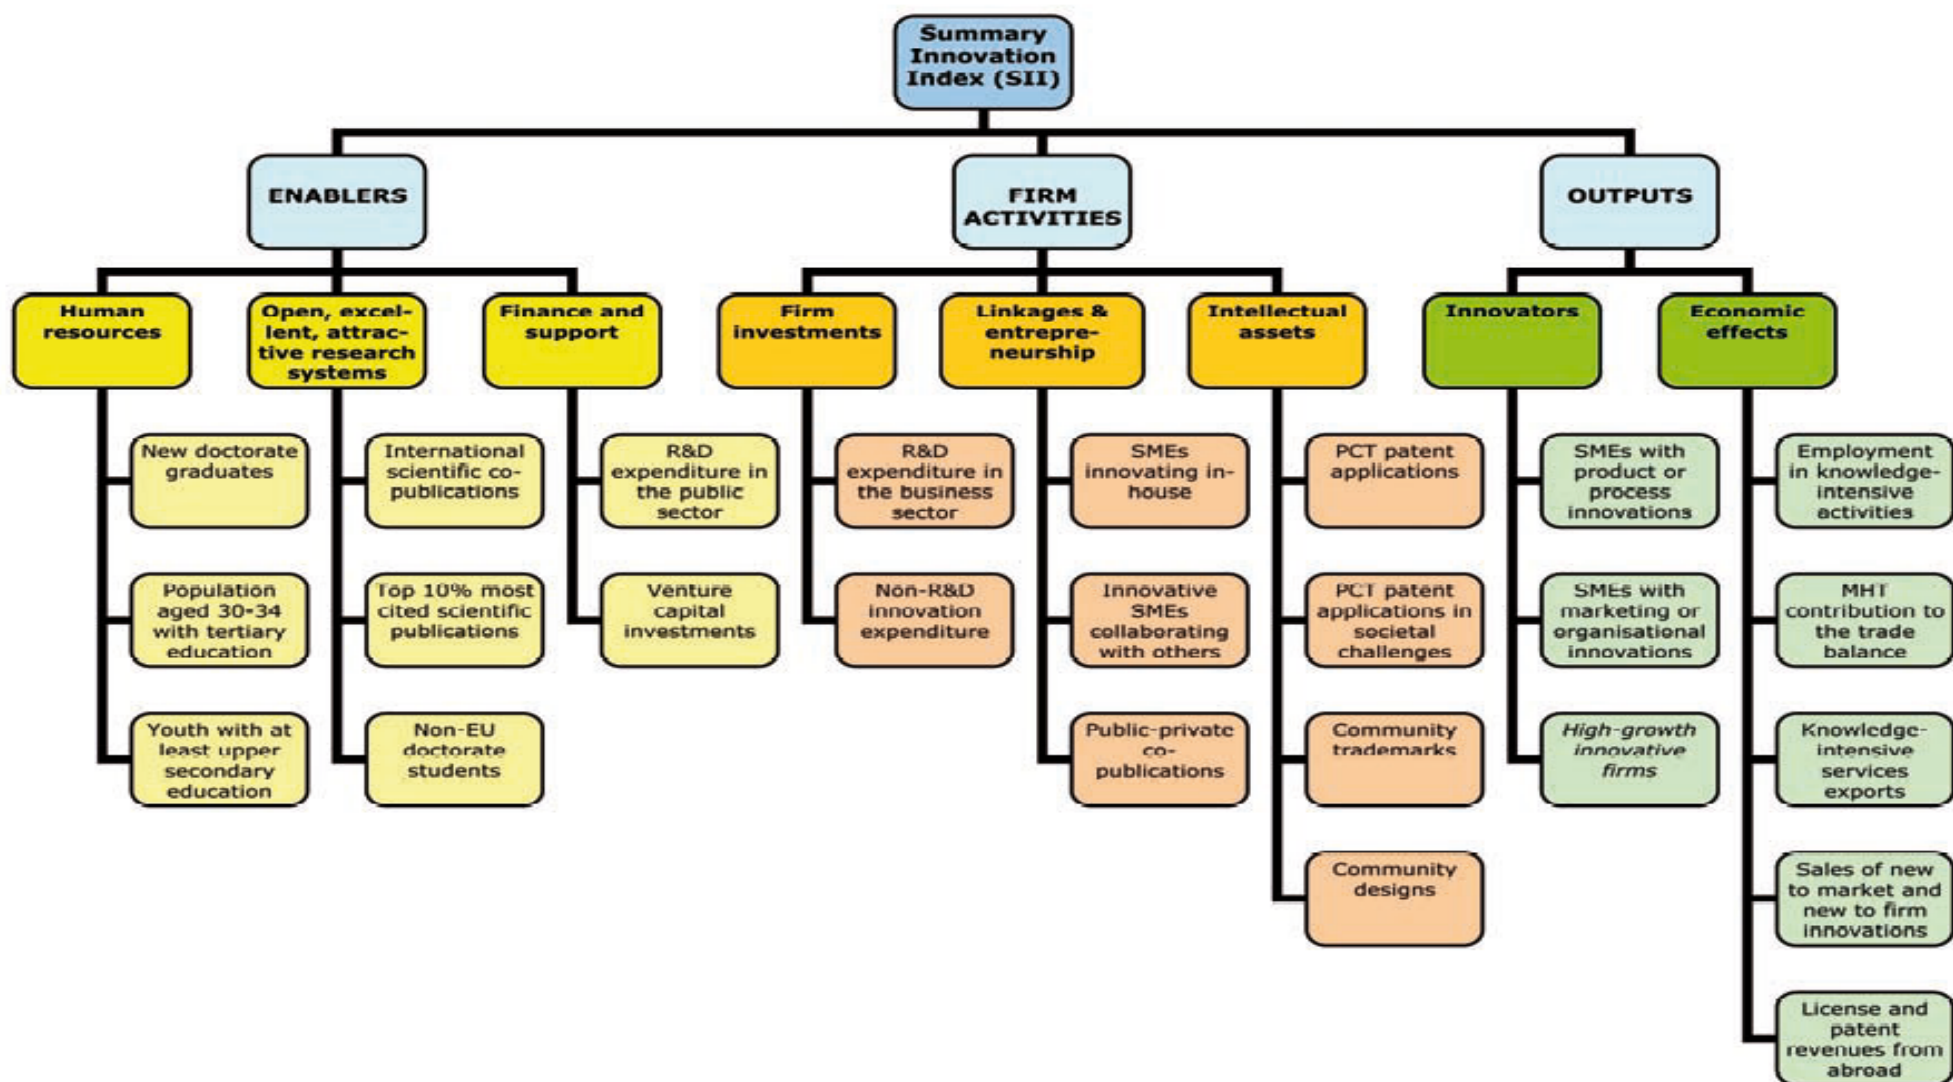 Summary
Innovation
Index (SII)
ENABLERS
FIRM
ACTIVITIES
OUTPUTS
Human
resources
Open, excel-
lent, attrac-
tive research
systems
Finance and
support
Firm
investments
Linkages &
entrepre-
neurship
Intellectual
assets
Innovators
Economic
effects
New doctorate
graduates
Population
aged 30-34
with tertiary
education
Youth with at
least upper
secondary
education
International
scientific co-
publications
Top 10% most
cited scientific
publications
Non-EU
doctorate
students
R&D
expenditure in
the public
sector
Venture
capital
investments
R&D
expenditure in
the business
sector
Non-R&D
innovation
expenditure
SMEs
innovating in-
house
Innovative
SMEs
collaborating
with others
Public-private
co-
publications
PCT patent
applications
PCT patent
applications in
societal
challenges
Community
trademarks
Community
designs
SMEs with
product or
process
innovations
SMEs with
marketing or
organisational
innovations
High-growth
innovative
firms
Employment
in knowledge-
intensive
activities
MHT
contribution to
the trade
balance
Knowledge-
intensive
services
exports
Sales of new
to market and
new to firm
innovations
License and
patent
revenues from
abroad